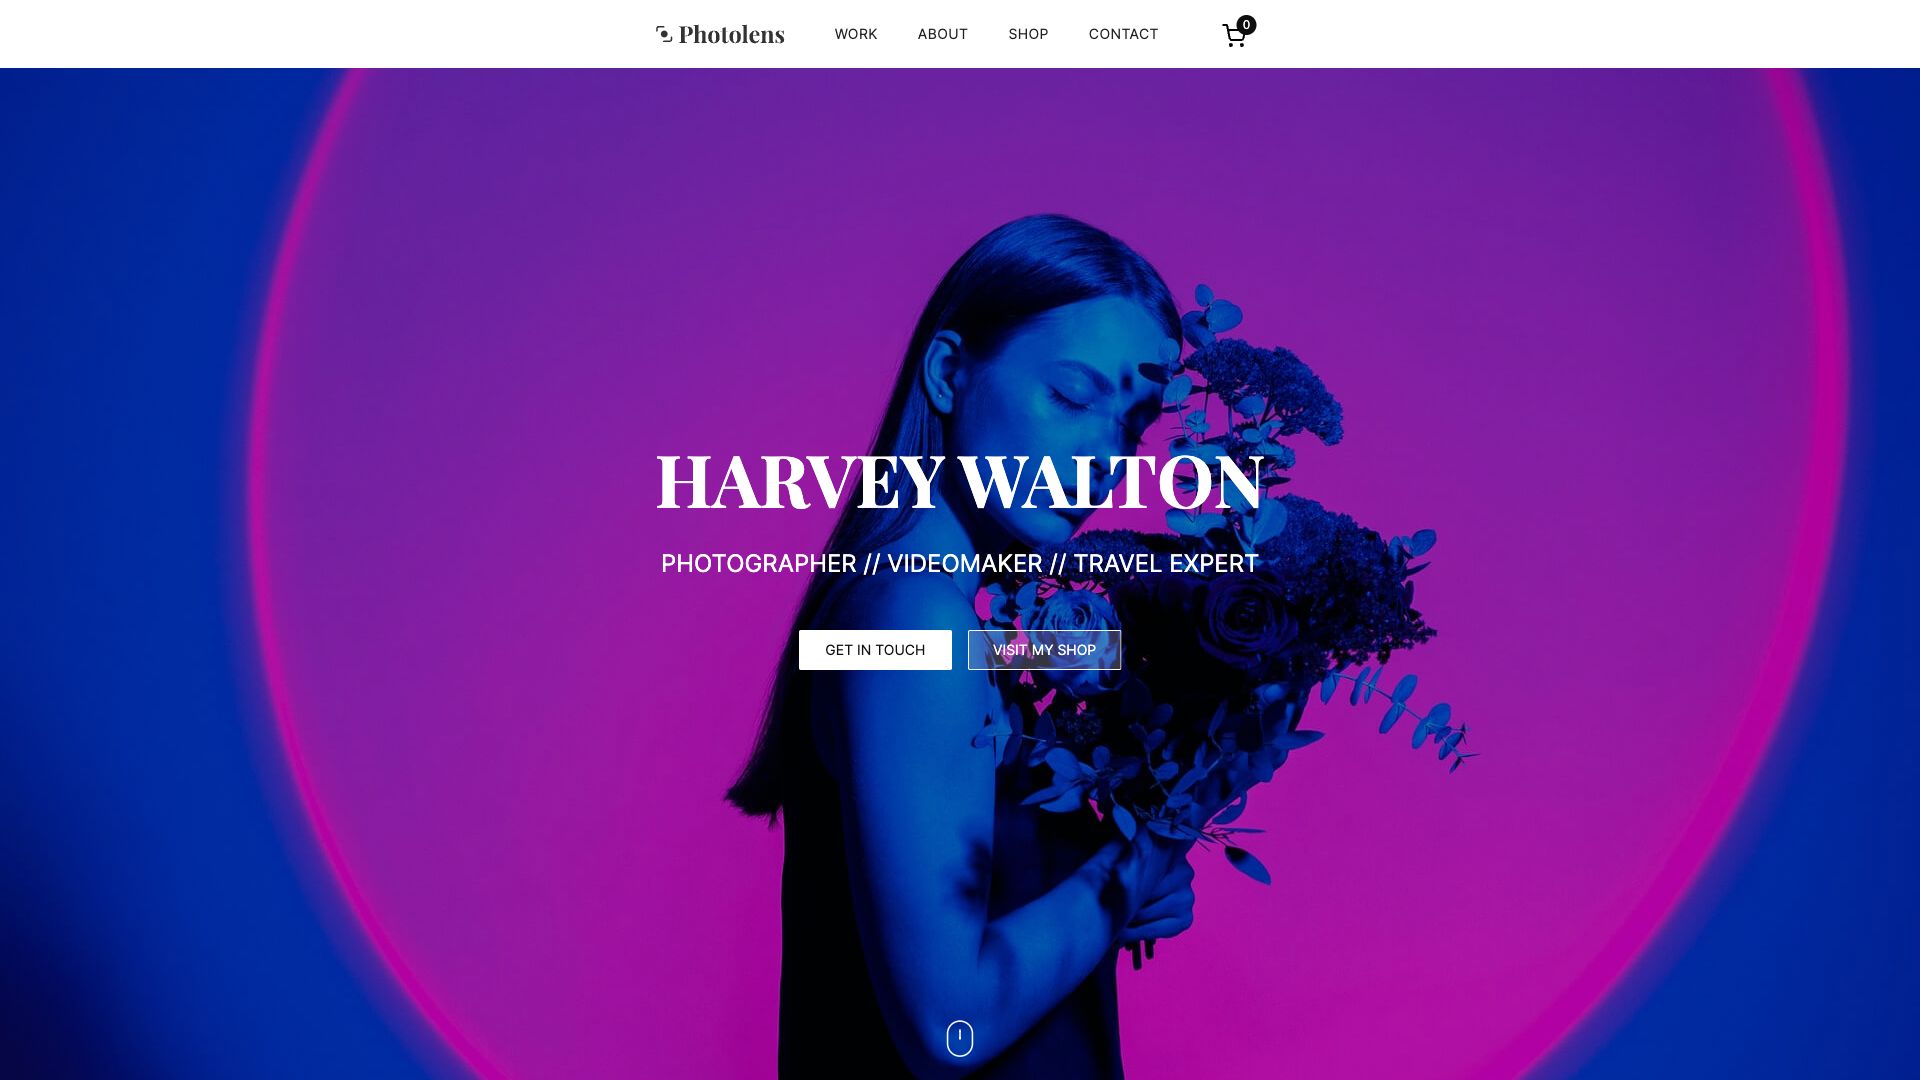 Photolens
WORK
ABOUT
SHOP
CONTACT
0
HARVEY WALTON
PHOTOGRAPHER // VIDEOMAKER // TRAVEL EXPERT
GET IN TOUCH
VISIT MY SHOP